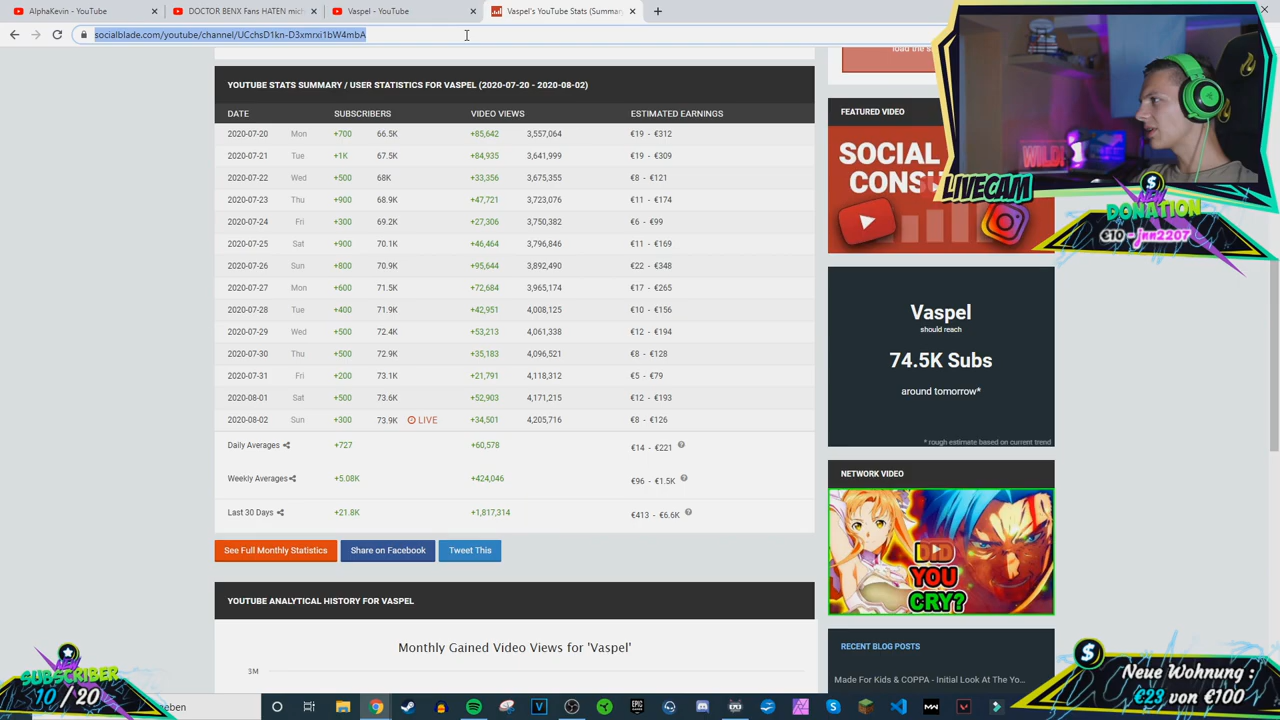 AlphaKevin - YouTube
DOCTOR BENX Fans HATEN mich
Vaspel - YouTube
Vaspel's YouTube Stats (Summary
socialblade.com/youtube/channel/UCchsD1kn-D3xmrxi1bW4mbA
YOUTUBE STATS SUMMARY / USER STATISTICS FOR VASPEL (2020-07-20 - 2020-08-02)
DATE SUBSCRIBERS VIDEO VIEWS ESTIMATED EARNINGS
2020-07-20 Mon +700 66.5K +85,642 3,557,064 €19 - €312
2020-07-21 Tue +1K 67.5K +84,935 3,641,999 €19 - €309
2020-07-22 Wed +500 68K +33,356 3,675,355 €8 - €121
2020-07-23 Thu +900 68.9K +47,721 3,723,076 €11 - €174
2020-07-24 Fri +300 69.2K +27,306 3,750,382 €6 - €99
2020-07-25 Sat +900 70.1K +46,464 3,796,846 €11 - €169
2020-07-26 Sun +800 70.9K +95,644 3,892,490 €22 - €348
2020-07-27 Mon +600 71.5K +72,684 3,965,174 €17 - €265
2020-07-28 Tue +400 71.9K +42,951 4,008,125 €10 - €156
2020-07-29 Wed +500 72.4K +53,213 4,061,338 €12 - €194
2020-07-30 Thu +500 72.9K +35,183 4,096,521 €8 - €128
2020-07-31 Fri +200 73.1K +21,791 4,118,312 €5 - €79
2020-08-01 Sat +500 73.6K +52,903 4,171,215 €12 - €193
2020-08-02 Sun +300 73.9K LIVE +34,501 4,205,716 €8 - €126
Daily Averages +727 +60,578 €14 - €221
Weekly Averages +5.08K +424,046 €96 - €1.5K
Last 30 Days +21.8K +1,817,314 €413 - €6.6K
See Full Monthly Statistics
Share on Facebook
Tweet This
YOUTUBE ANALYTICAL HISTORY FOR VASPEL
Monthly Gained Video Views for 'Vaspel'
3M
load the s
FEATURED VIDEO
SOCIAL
CONSU
Vaspel
should reach
74.5K Subs
around tomorrow*
* rough estimate based on current trend
NETWORK VIDEO
DID
YOU
CRY?
RECENT BLOG POSTS
Made For Kids & COPPA - Initial Look At The Yo...
WILDI
LIVECAM
NEW
DONATION
€10 - jnn2207
NEW
SUBSCRIBER
10 / 20
eben
Neue Wohnung :
€23 von €100